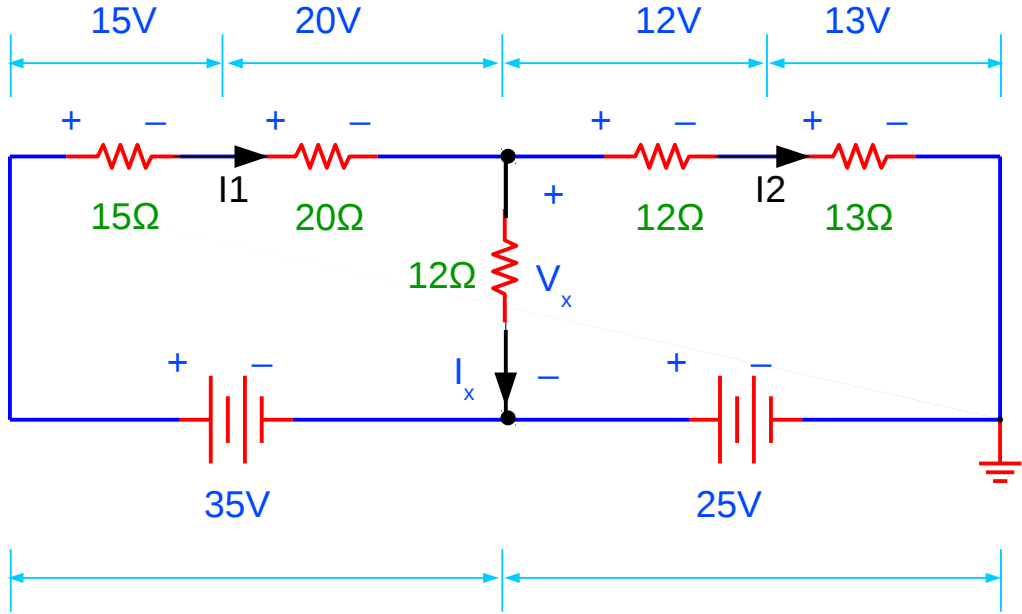 15V 20V 12V 13V
+ – + – + – + –
I1 I2
15Ω 20Ω + 12Ω 13Ω
12Ω Vx
+ – Ix – + –
35V 25V